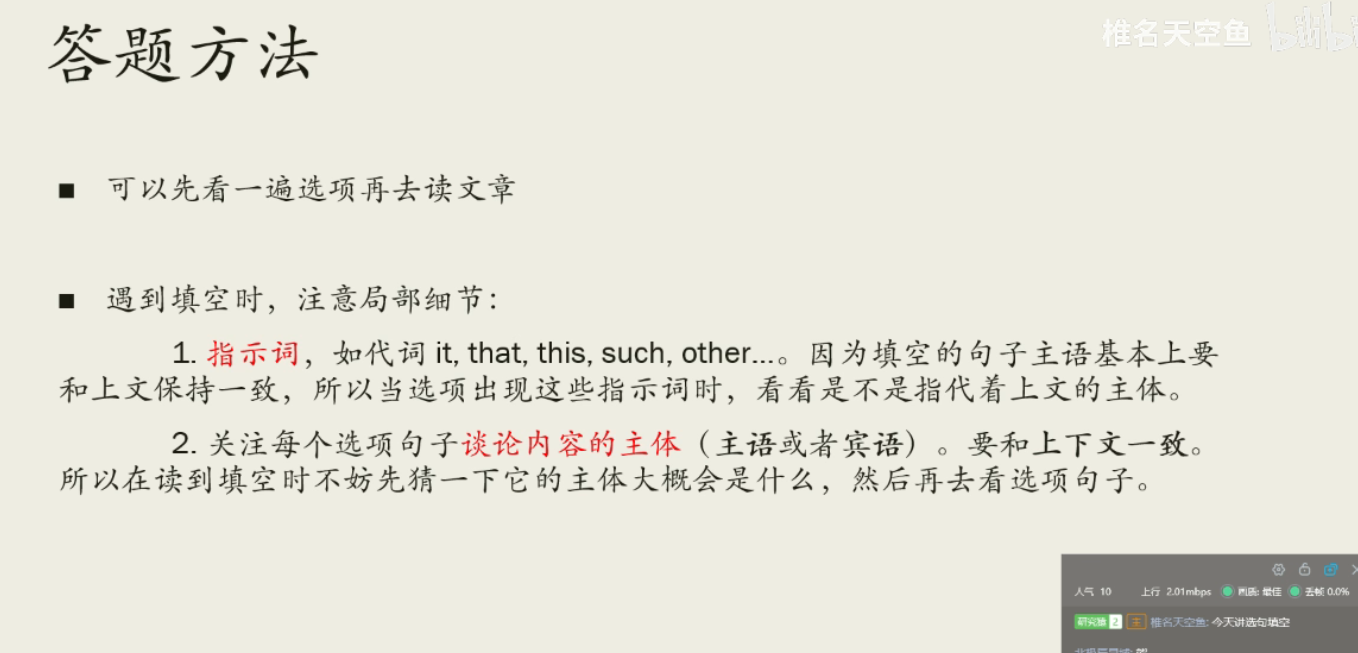 答题方法
椎名天空鱼 bilibi
■ 可以先看一遍选项再去读文章
■ 遇到填空时，注意局部细节：
1. 指示词，如代词 it, that, this, such, other...。因为填空的句子主语基本上要
和上文保持一致，所以当选项出现这些指示词时，看看是不是指代着上文的主体。
2. 关注每个选项句子谈论内容的主体（主语或者宾语）。要和上下文一致。
所以在读到填空时不妨先猜一下它的主体大概会是什么，然后再去看选项句子。
人气 10 上行 2.01mbps 画质: 最佳 丢帧 0.0%
2 主 椎名天空鱼: 今天讲选句填空